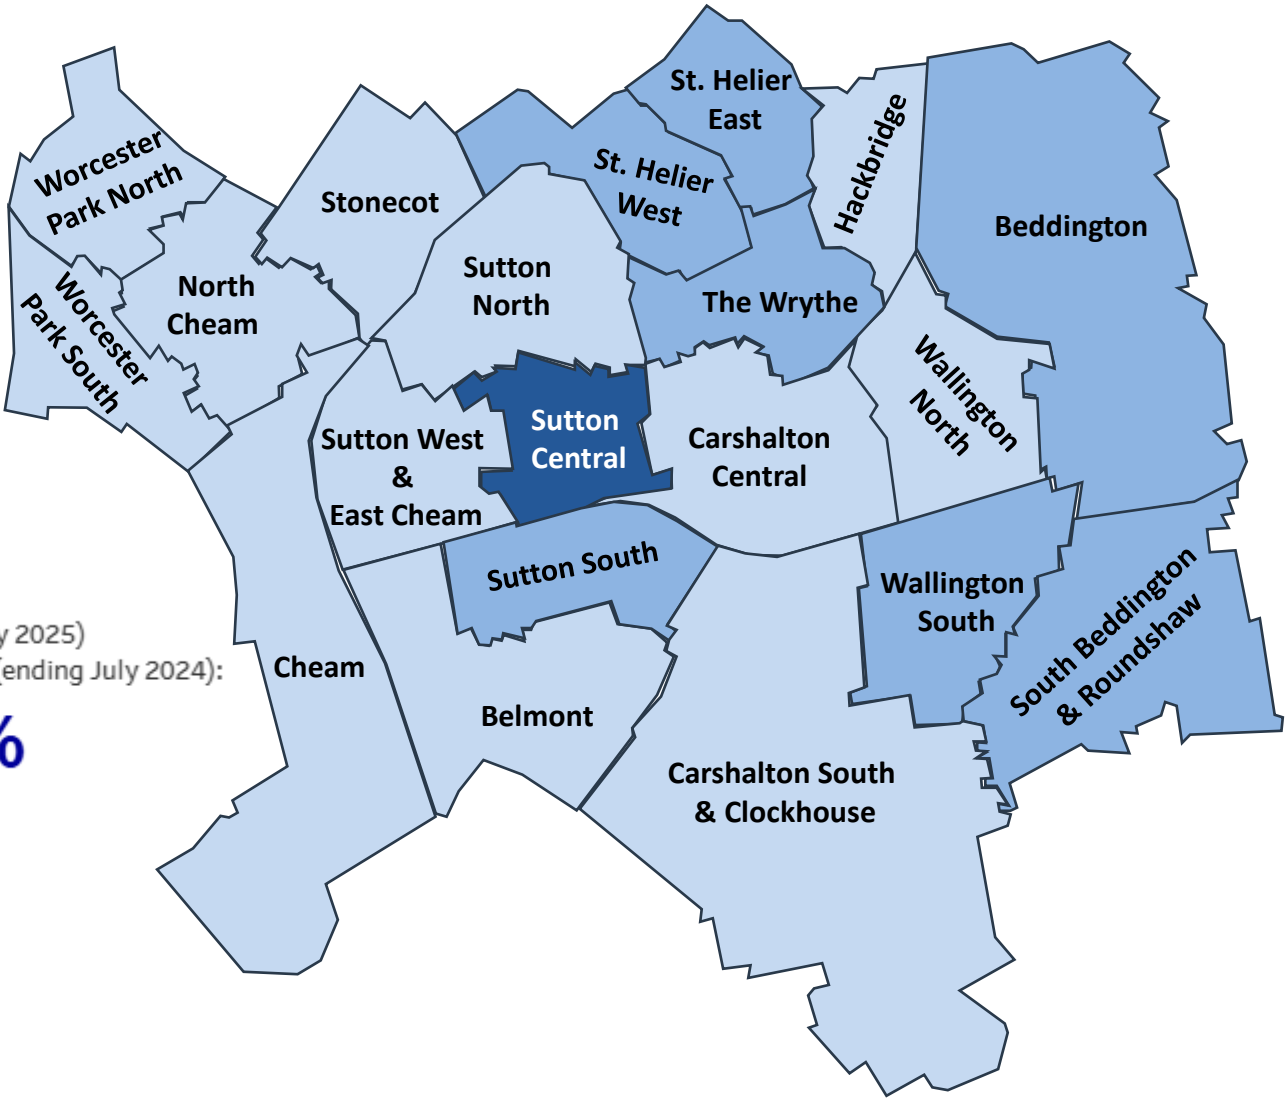 St. Helier
East
Hackbridge
Worcester
Park North
St. Helier
West
Stonecot
Beddington
Sutton
North
North
Cheam
The Wrythe
Worcester
Park South
Wallington
North
Sutton
Central
Sutton West
&
East Cheam
Carshalton
Central
Sutton South
Wallington
South
South Beddington
& Roundshaw
2025)
(ending July 2024):
%
Cheam
Belmont
Carshalton South
& Clockhouse